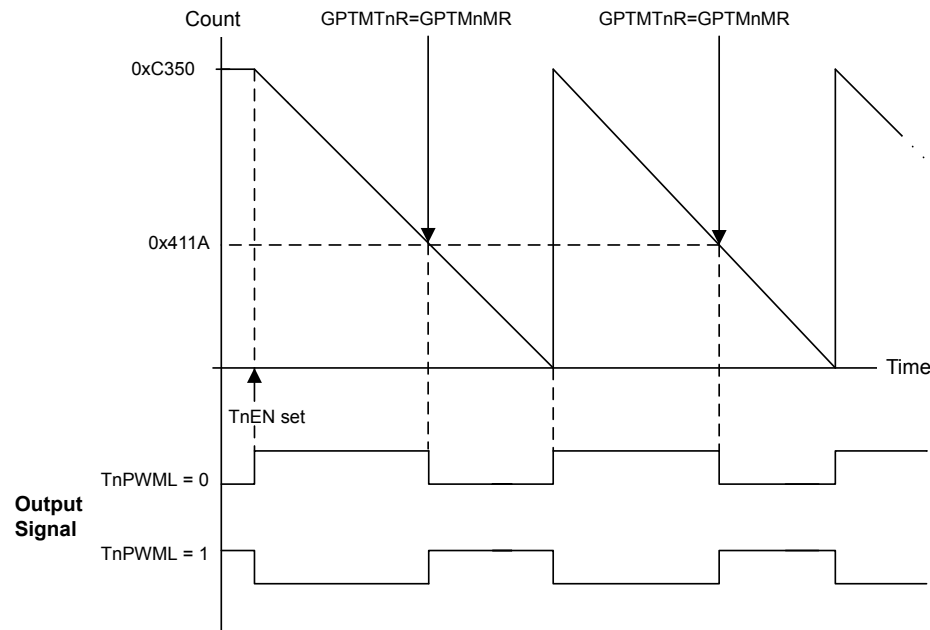 Count
GPTMTnR=GPTMnMR
GPTMTnR=GPTMnMR
0xC350
0x411A
Time
TnEN set
TnPWML = 0
Output
Signal
TnPWML = 1